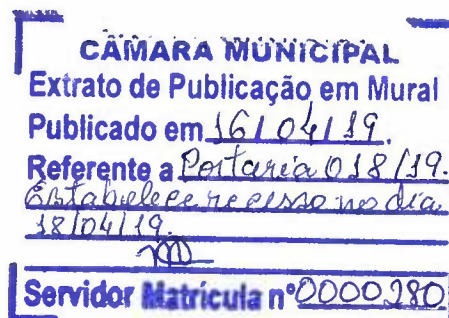 CÂMARA MUNICIPAL
Extrato de Publicação em Mural
Publicado em 16/04/19.
Referente a Portaria 018/19.
Estabelece recesso no dia
18/04/19.
Servidor Matrícula nº 0000280